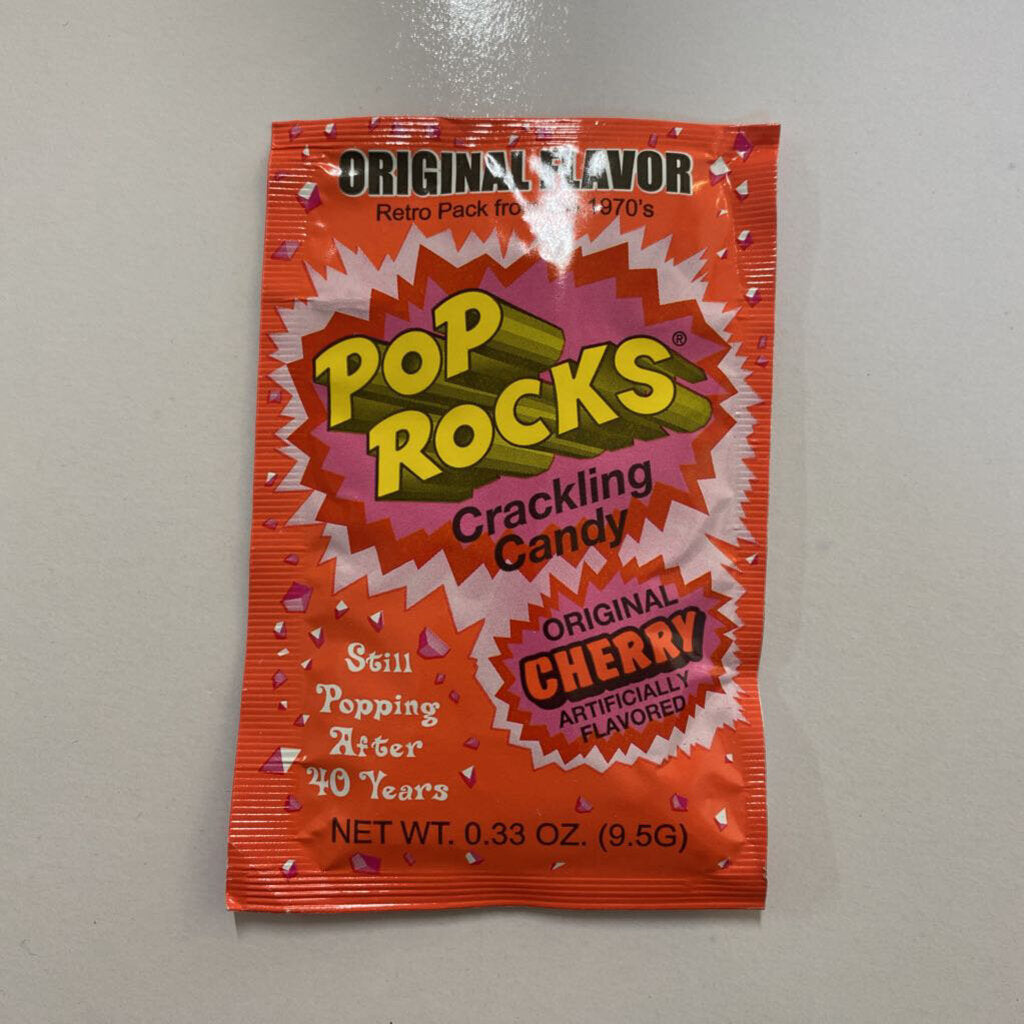 ORIGINAL FLAVOR
Retro Pack 1970's
POP
ROCKS®
Crackling
Candy
ORIGINAL
CHERRY
ARTIFICIALLY
FLAVORED
Still
Popping
After
40 Years
NET WT. 0.33 OZ. (9.5G)